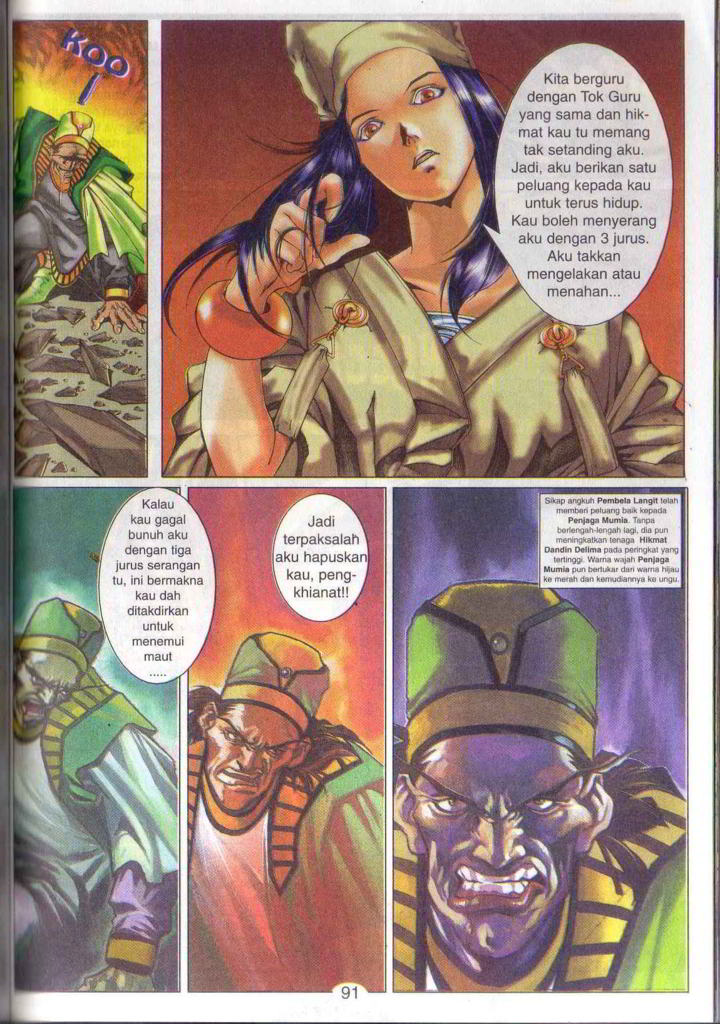 KOO
!
Kita berguru
dengan Tok Guru
yang sama dan hik-
mat kau tu memang
tak setanding aku.
Jadi, aku berikan satu
peluang kepada kau
untuk terus hidup.
Kau boleh menyerang
aku dengan 3 jurus.
Aku takkan
mengelakan atau
menahan...
Kalau
kau gagal
bunuh aku
dengan tiga
jurus serangan
tu, ini bermakna
kau dah
ditakdirkan
untuk
menemui
maut
.....
Jadi
terpaksalah
aku hapuskan
kau, peng-
khianat!!
Sikap angkuh Pembela Langit telah
memberi peluang baik kepada
Penjaga Mumia. Tanpa
berlengah-lengah lagi, dia pun
meningkatkan tenaga Hikmat
Dandin Delima pada peringkat yang
tertinggi. Warna wajah Penjaga
Mumia pun bertukar dari warna hijau
ke merah dan kemudiannya ke ungu.
91